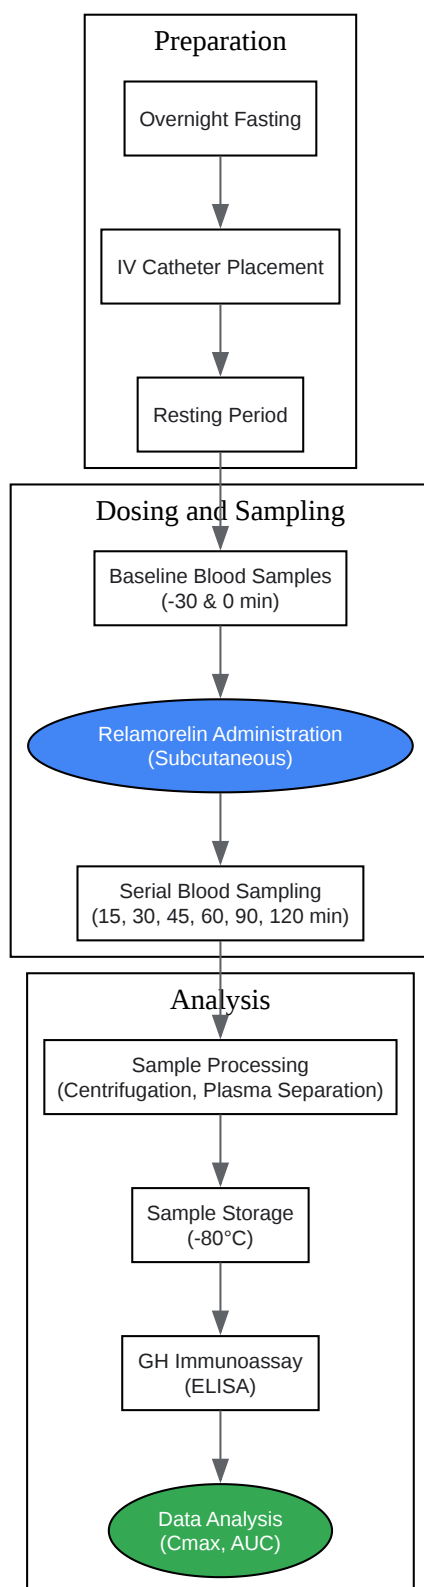 Preparation
Overnight Fasting
IV Catheter Placement
Resting Period
Dosing and Sampling
Baseline Blood Samples
(-30 & 0 min)
Relamorelin Administration
(Subcutaneous)
Serial Blood Sampling
(15, 30, 45, 60, 90, 120 min)
Analysis
Sample Processing
(Centrifugation, Plasma Separation)
Sample Storage
(-80°C)
GH Immunoassay
(ELISA)
Data Analysis
(Cmax, AUC)